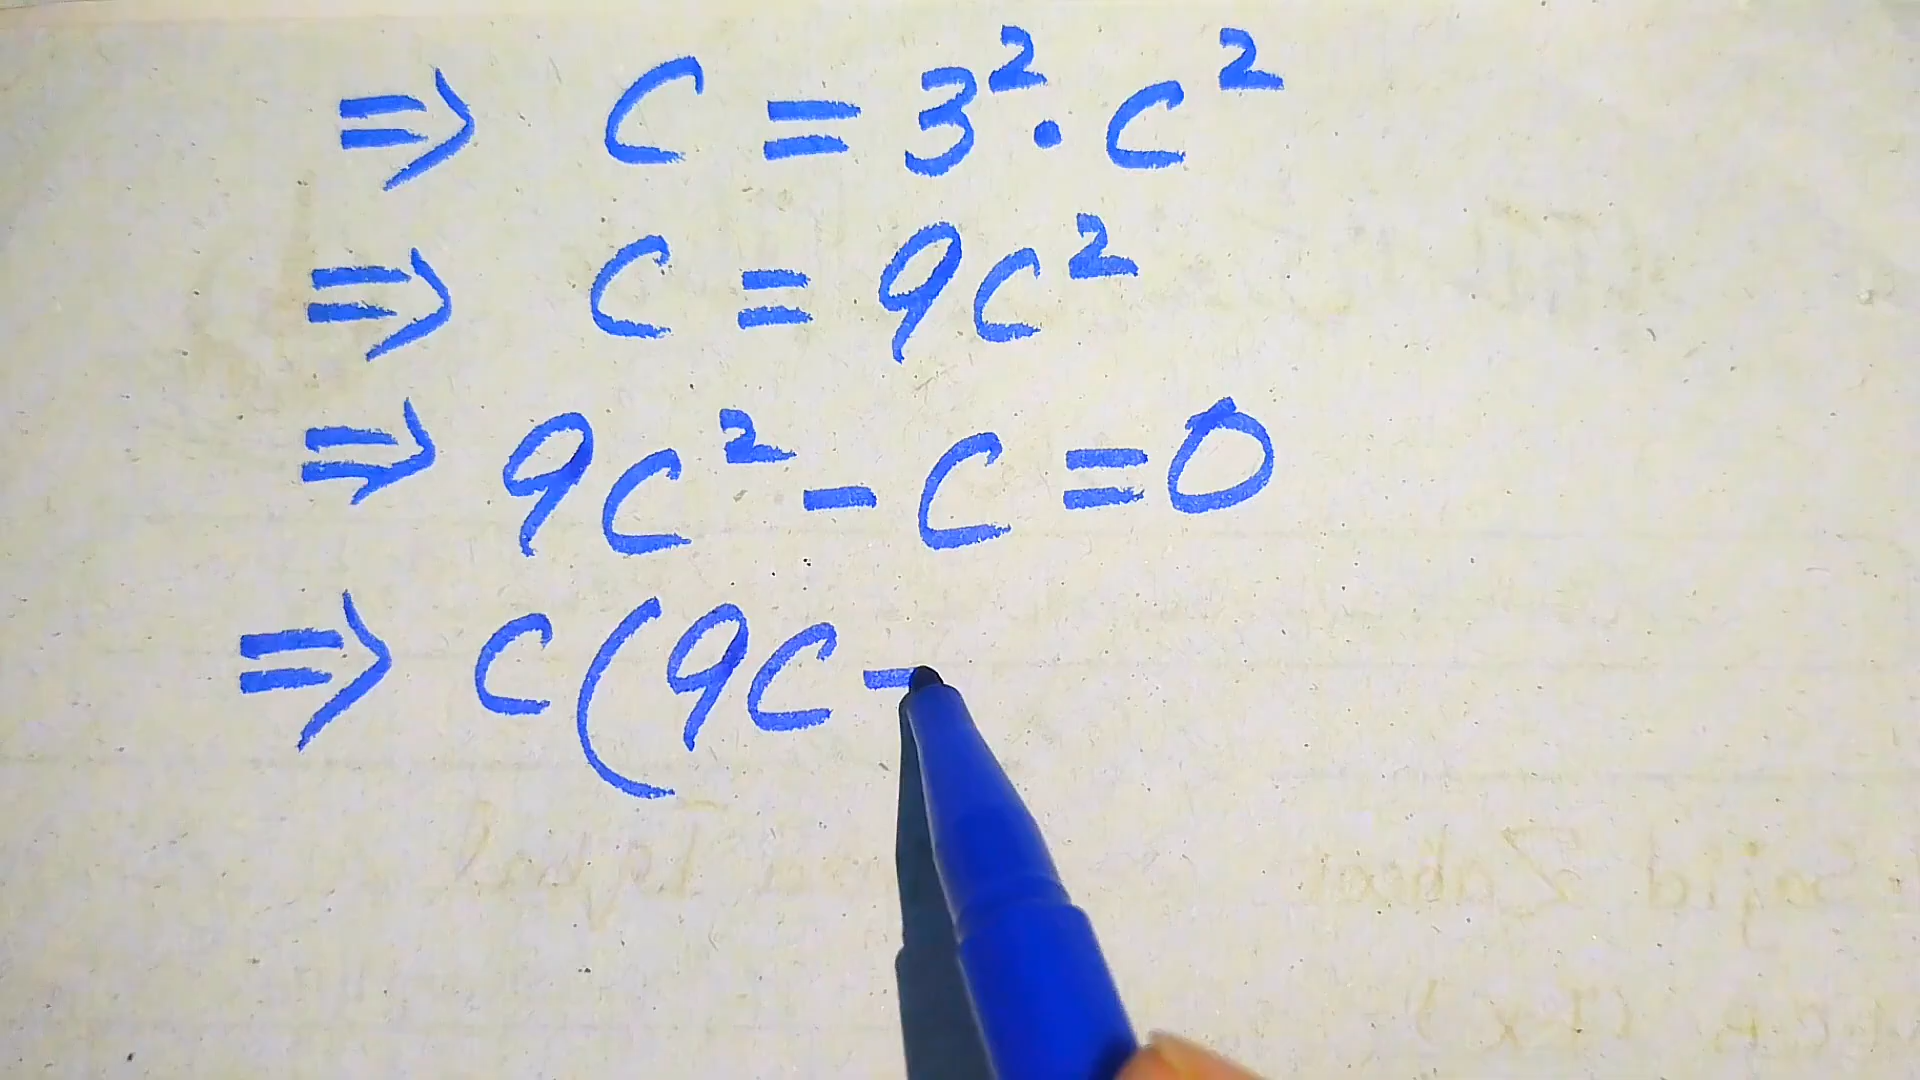 ⇒ C = 3² · C²
⇒ C = 9C²
⇒ 9C² - C = 0
⇒ C(9C -